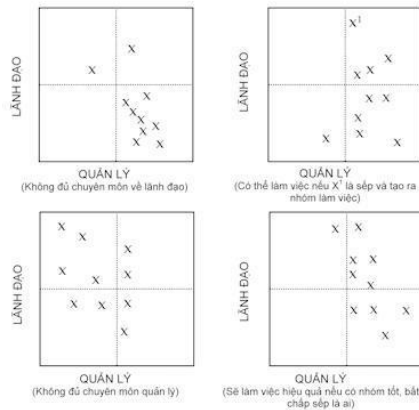 LÃNH ĐẠO
QUẢN LÝ
(Không đủ chuyên môn về lãnh đạo)
LÃNH ĐẠO
X¹
QUẢN LÝ
(Có thể làm việc nếu X¹ là sếp và tạo ra
nhóm làm việc)
LÃNH ĐẠO
QUẢN LÝ
(Không đủ chuyên môn quản lý)
LÃNH ĐẠO
QUẢN LÝ
(Sẽ làm việc hiệu quả nếu có nhóm tốt, bất
chấp sếp là ai)